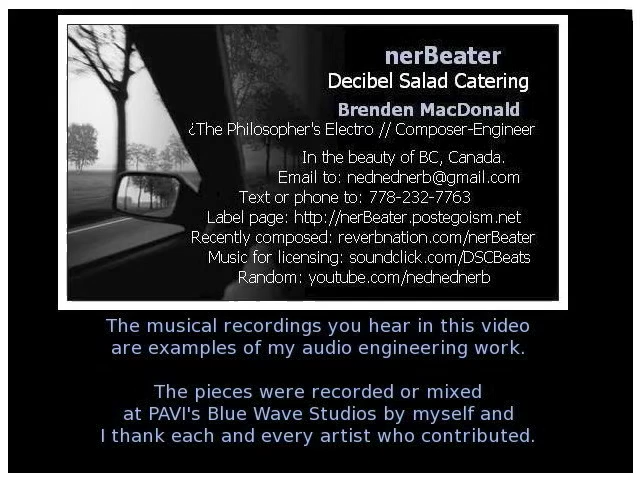 nerBeater
Decibel Salad Catering
Brenden MacDonald
¿The Philosopher's Electro // Composer-Engineer
In the beauty of BC, Canada.
Email to: nednednerb@gmail.com
Text or phone to: 778-232-7763
Label page: http://nerBeater.postegoism.net
Recently composed: reverbnation.com/nerBeater
Music for licensing: soundclick.com/DSCBeats
Random: youtube.com/nednednerb
The musical recordings you hear in this video
are examples of my audio engineering work.
The pieces were recorded or mixed
at PAVI's Blue Wave Studios by myself and
I thank each and every artist who contributed.